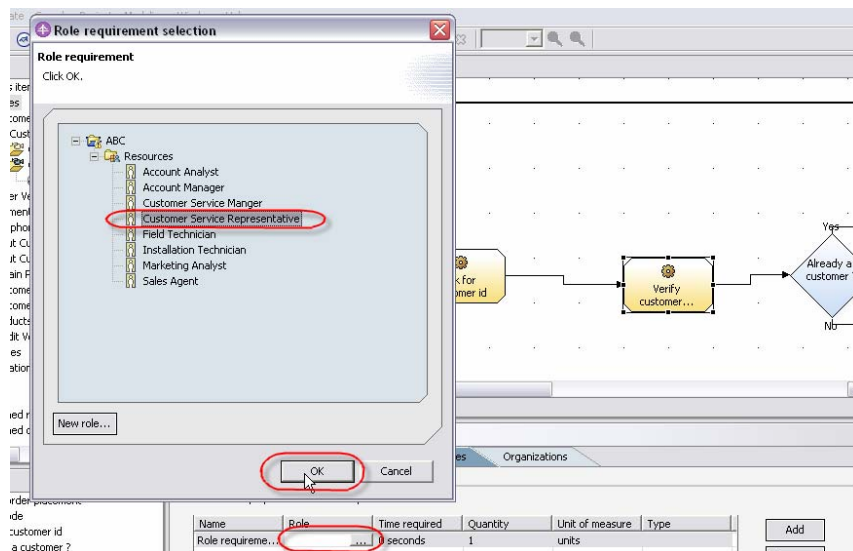 Role requirement selection
Role requirement
Click OK.
ABC
Resources
Account Analyst
Account Manager
Customer Service Manger
Customer Service Representative
Field Technician
Installation Technician
Marketing Analyst
Sales Agent
New role...
OK
Cancel
Verify
customer...
Yes
Already a
customer ?
No
Organizations
Name Role Time required Quantity Unit of measure Type
Role requireme... ... 0 seconds 1 units
Add
customer id
a customer ?